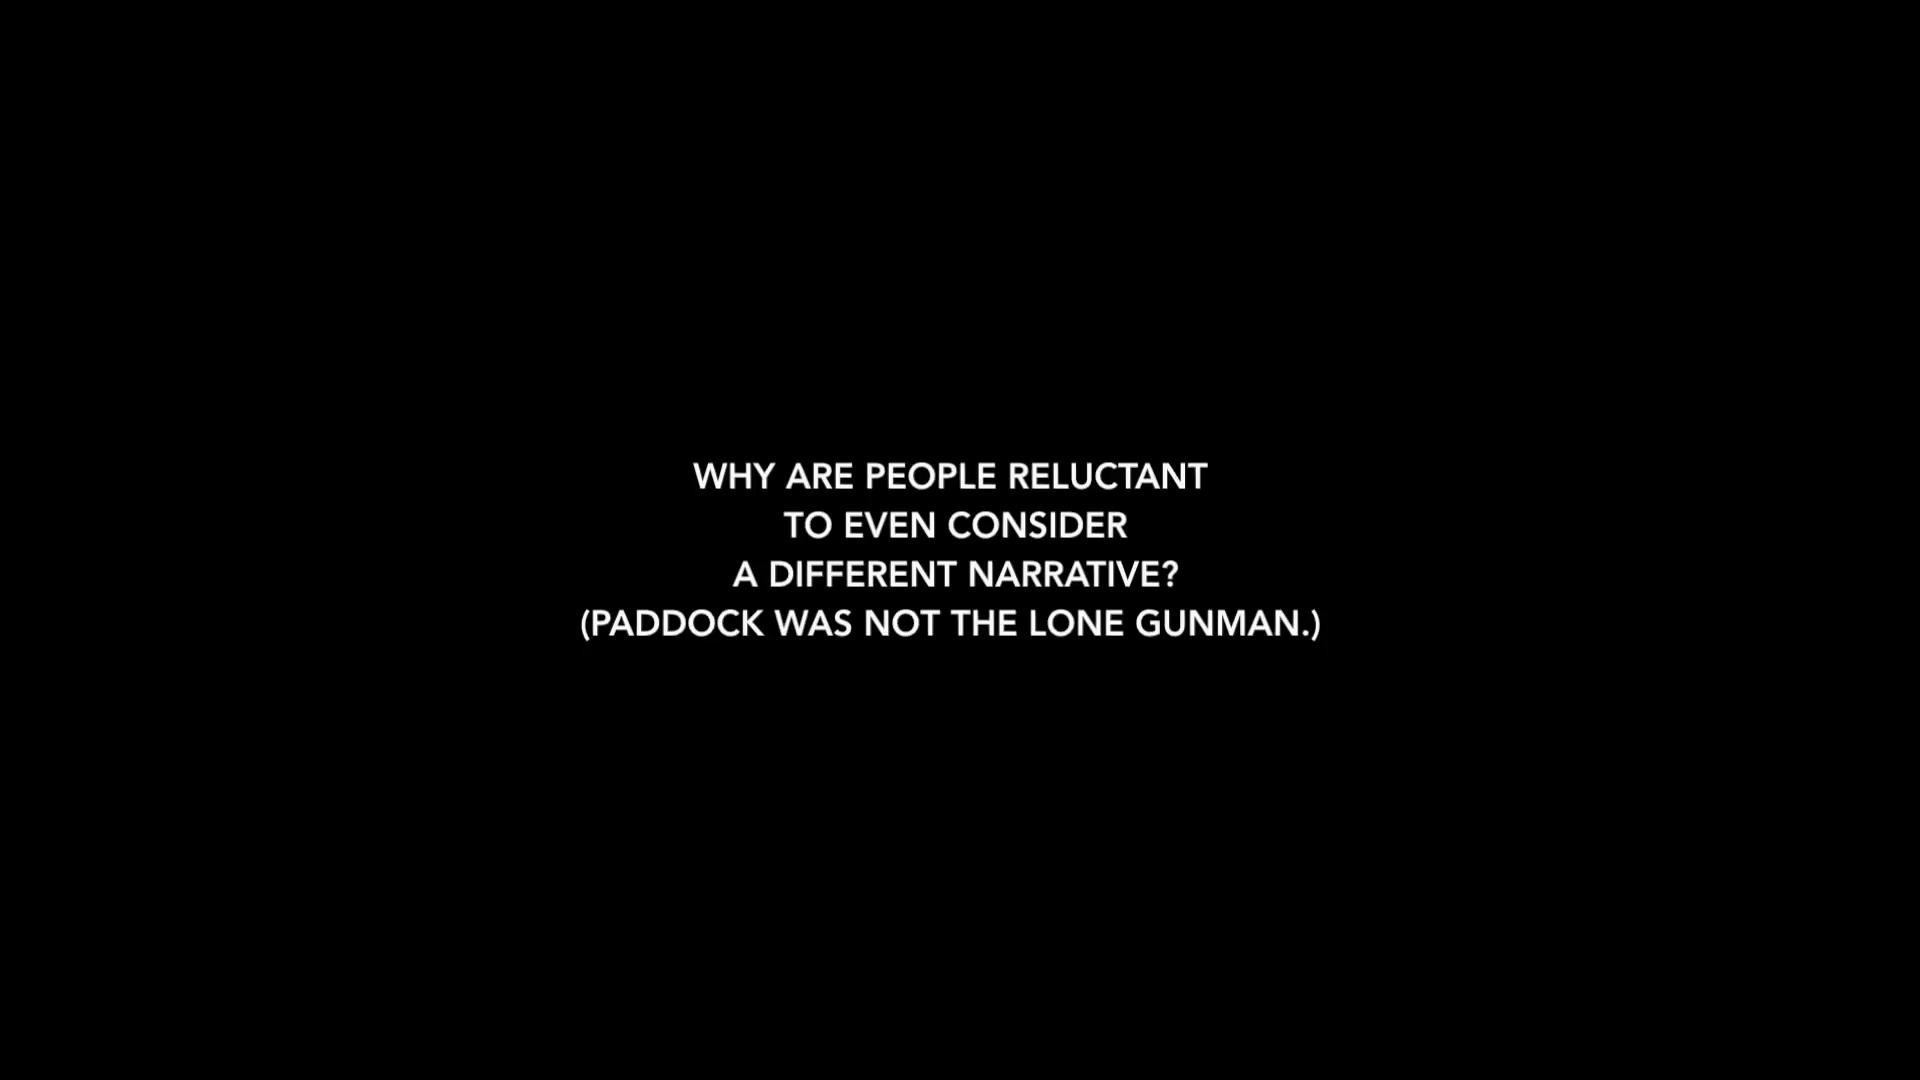 WHY ARE PEOPLE RELUCTANT
TO EVEN CONSIDER
A DIFFERENT NARRATIVE?
(PADDOCK WAS NOT THE LONE GUNMAN.)